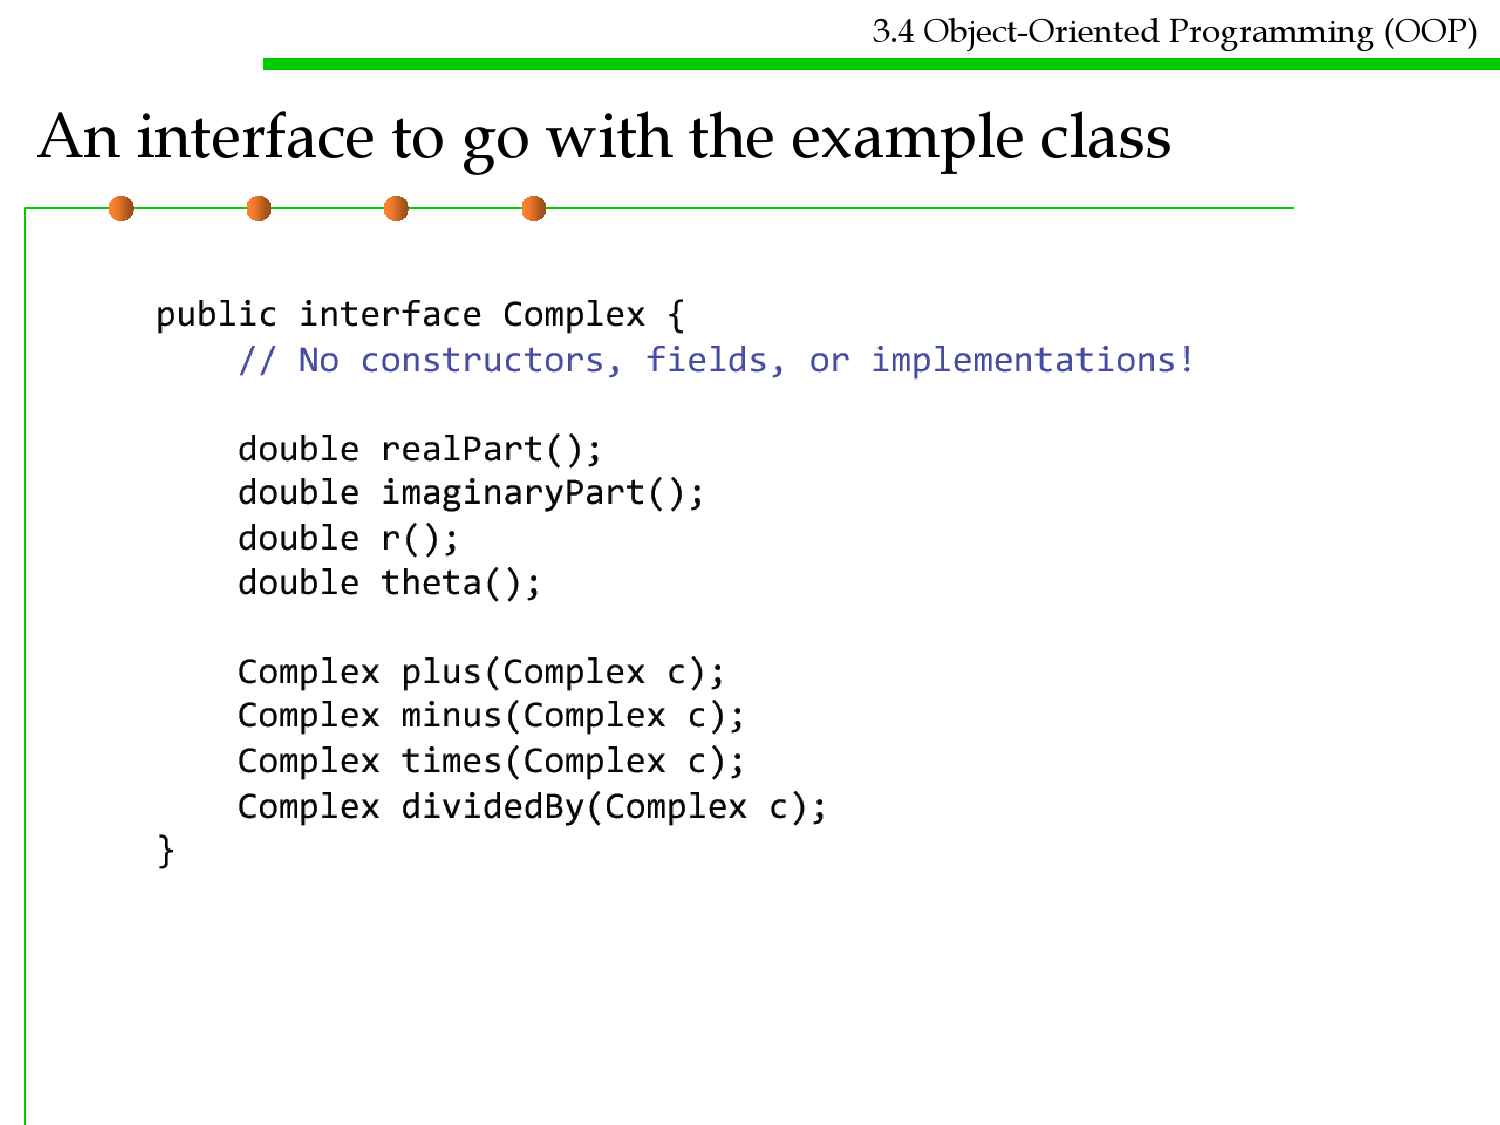 3.4 Object-Oriented Programming (OOP)
An interface to go with the example class
public interface Complex {
    // No constructors, fields, or implementations!
    double realPart();
    double imaginaryPart();
    double r();
    double theta();
    Complex plus(Complex c);
    Complex minus(Complex c);
    Complex times(Complex c);
    Complex dividedBy(Complex c);
}